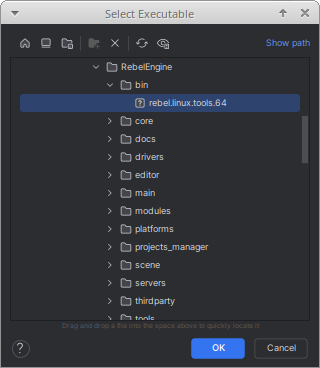 Select Executable
Show path
RebelEngine
bin
rebel.linux.tools.64
core
docs
drivers
editor
main
modules
platforms
projects_manager
scene
servers
thirdparty
tools
Drag and drop a file into the space above to quickly locate it
?
OK
Cancel